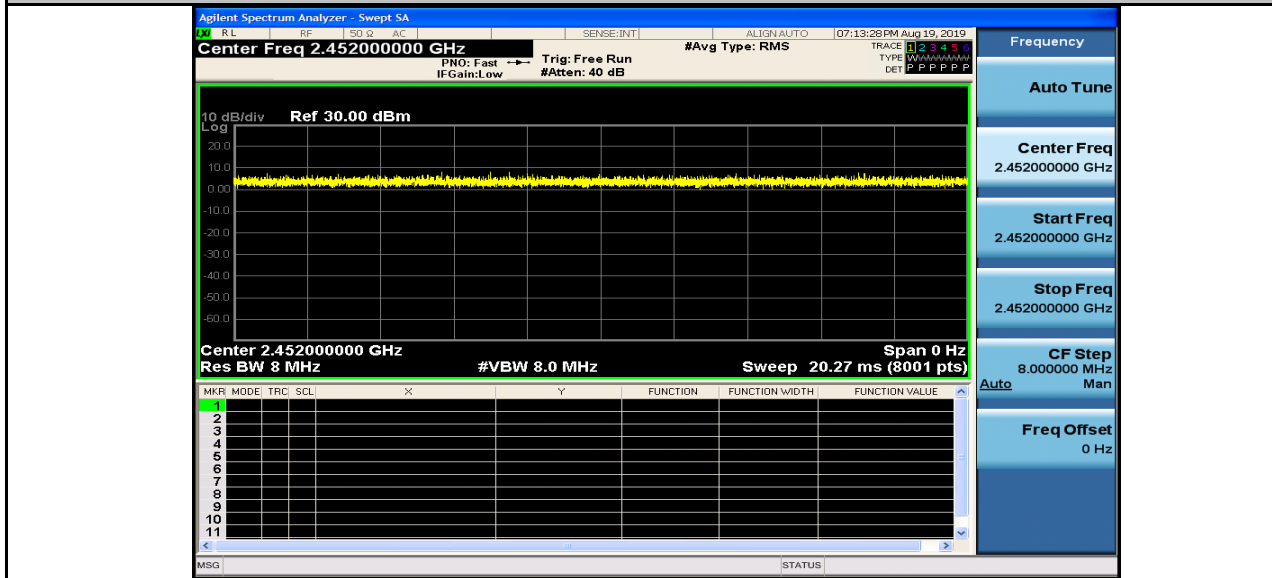 Agilent Spectrum Analyzer - Swept SA
LXI RL RF 50 Ω AC SENSE:INT ALIGN AUTO 07:13:28 PM Aug 19, 2019
Center Freq 2.452000000 GHz
PNO: Fast
IFGain:Low
Trig: Free Run
#Atten: 40 dB
#Avg Type: RMS
TRACE 1 2 3 4 5 6
TYPE WWWWWW
DET P P P P P P
10 dB/div
Log
Ref 30.00 dBm
20.0
10.0
0.00
-10.0
-20.0
-30.0
-40.0
-50.0
-60.0
Center 2.452000000 GHz Span 0 Hz
Res BW 8 MHz #VBW 8.0 MHz Sweep 20.27 ms (8001 pts)
MKR MODE TRC SCL X Y FUNCTION FUNCTION WIDTH FUNCTION VALUE
1
2
3
4
5
6
7
8
9
10
11
MSG STATUS
Frequency
Auto Tune
Center Freq
2.452000000 GHz
Start Freq
2.452000000 GHz
Stop Freq
2.452000000 GHz
CF Step
8.000000 MHz
Auto Man
Freq Offset
0 Hz